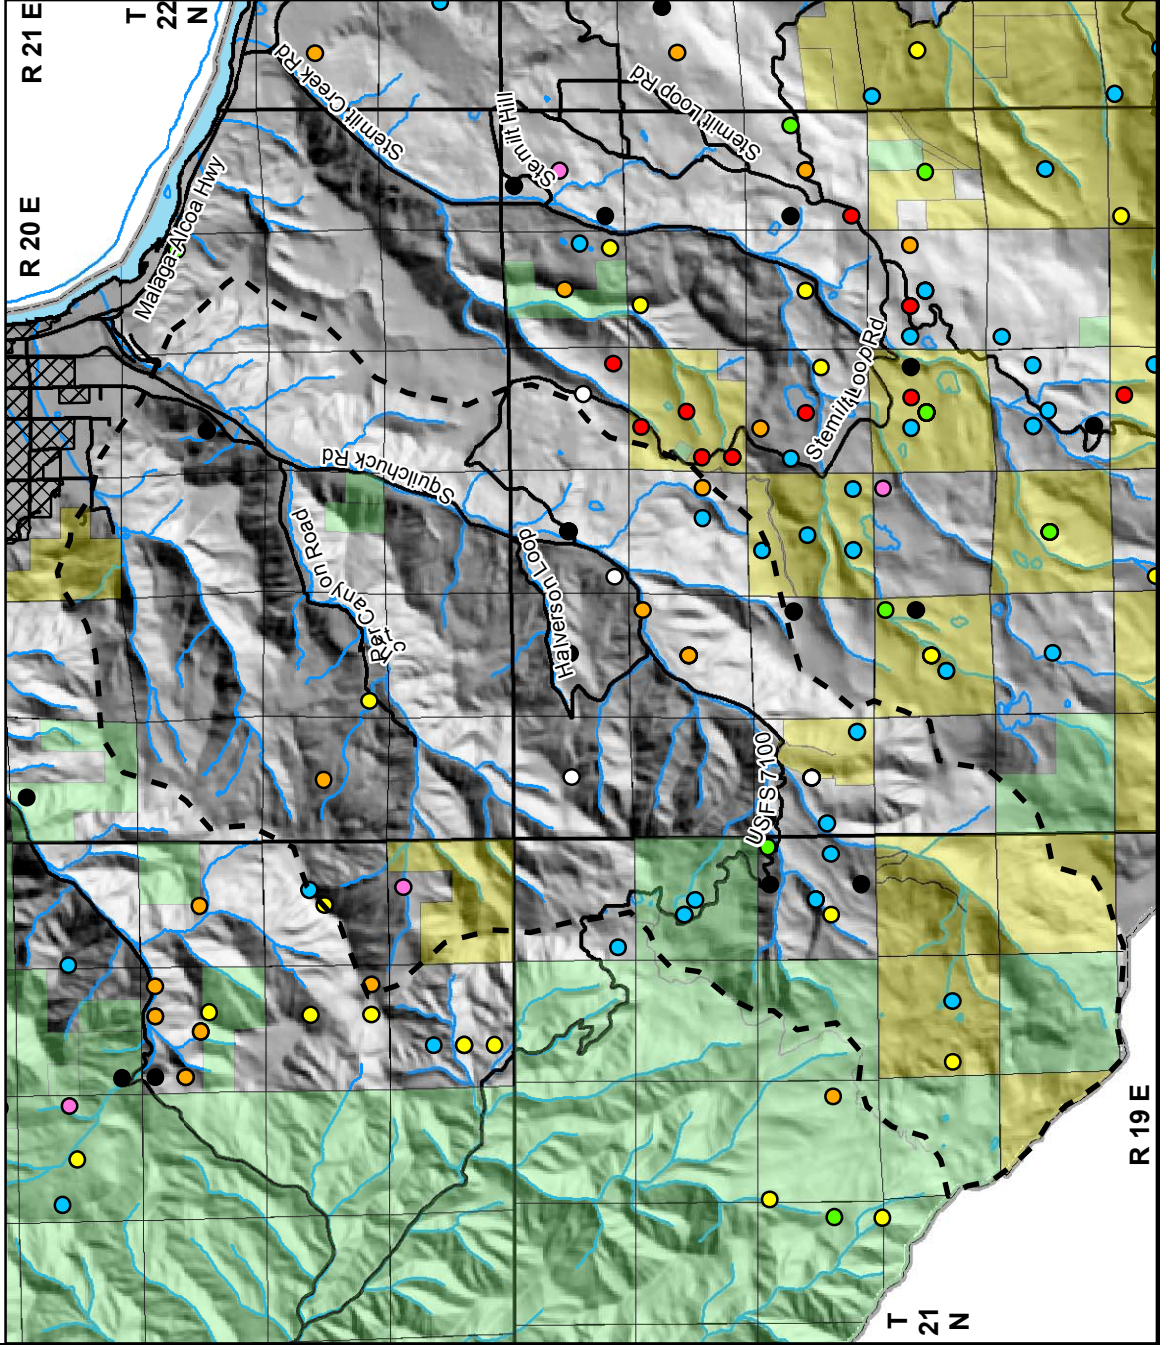 R 21 E
T
22
N
R 20 E
Stemilt Creek Rd
Stemilt Loop Rd
Stemilt Hill
Malaga-Alcoa Hwy
Squilchuck Rd
Stemilt Loop Rd
Halverson Loop
Canyon Road
USFS 7100
R 19 E
T
21
N